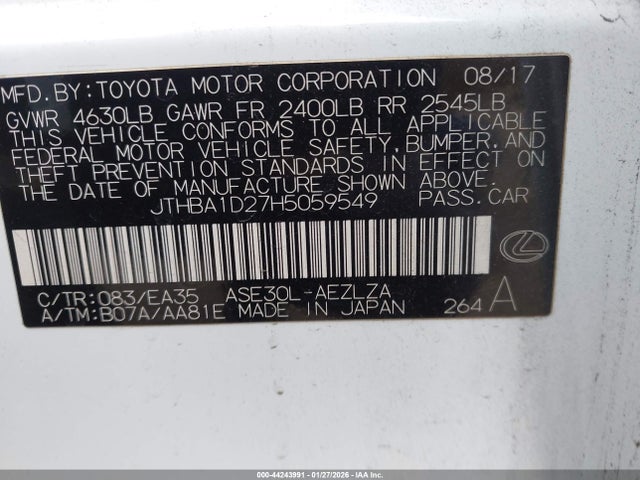 MFD. BY: TOYOTA MOTOR CORPORATION 08/17
GVWR 4630LB GAWR FR 2400LB RR 2545LB
THIS VEHICLE CONFORMS TO ALL APPLICABLE
FEDERAL MOTOR VEHICLE SAFETY, BUMPER, AND
THEFT PREVENTION STANDARDS IN EFFECT ON
THE DATE OF MANUFACTURE SHOWN ABOVE.
JTHBA1D27H5059549 PASS. CAR
C/TR: 083/EA35 ASE30L-AEZLZA
A/TM: B07A/AA81E MADE IN JAPAN 264 A
000-44243991 | 01/27/2026 - IAAI.COM